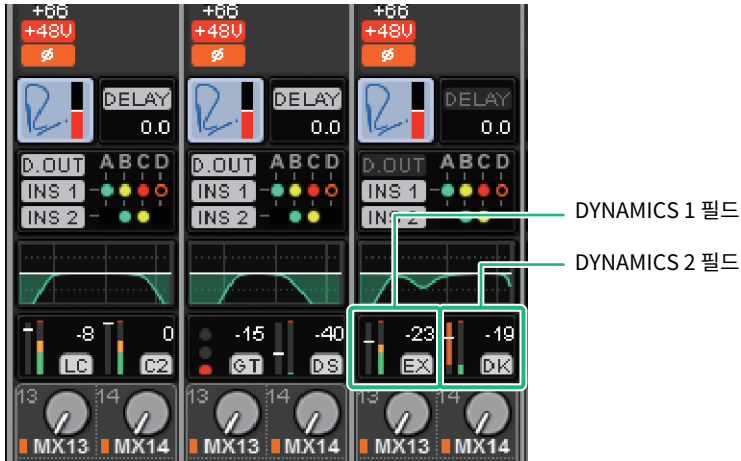 +66 +66 +66
+48V +48V +48V
ø ø ø
DELAY DELAY DELAY
0.0 0.0 0.0
D.OUT A B C D D.OUT A B C D D.OUT A B C D
INS 1 INS 1 INS 1
INS 2 INS 2 INS 2
DYNAMICS 1 필드
DYNAMICS 2 필드
-8 0 -15 -40 -23 -19
LC C2 GT DS EX DK
13 14 13 14 13 14
MX13 MX14 MX13 MX14 MX13 MX14